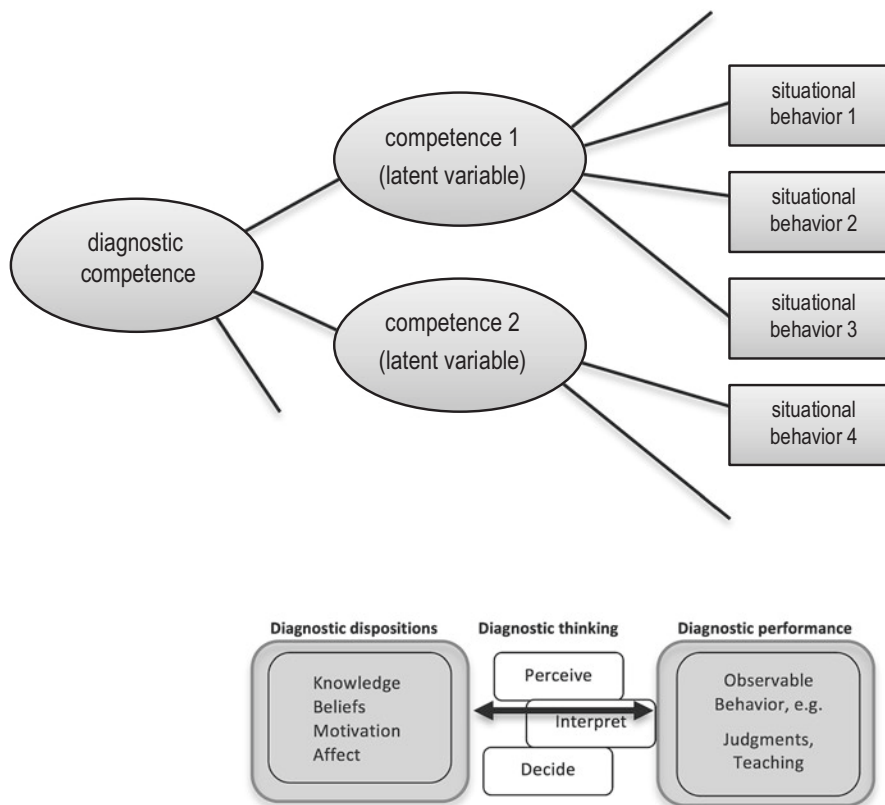 diagnostic
competence
competence 1
(latent variable)
competence 2
(latent variable)
situational
behavior 1
situational
behavior 2
situational
behavior 3
situational
behavior 4
Diagnostic dispositions
Knowledge
Beliefs
Motivation
Affect
Diagnostic thinking
Perceive
Interpret
Decide
Diagnostic performance
Observable
Behavior, e.g.
Judgments,
Teaching